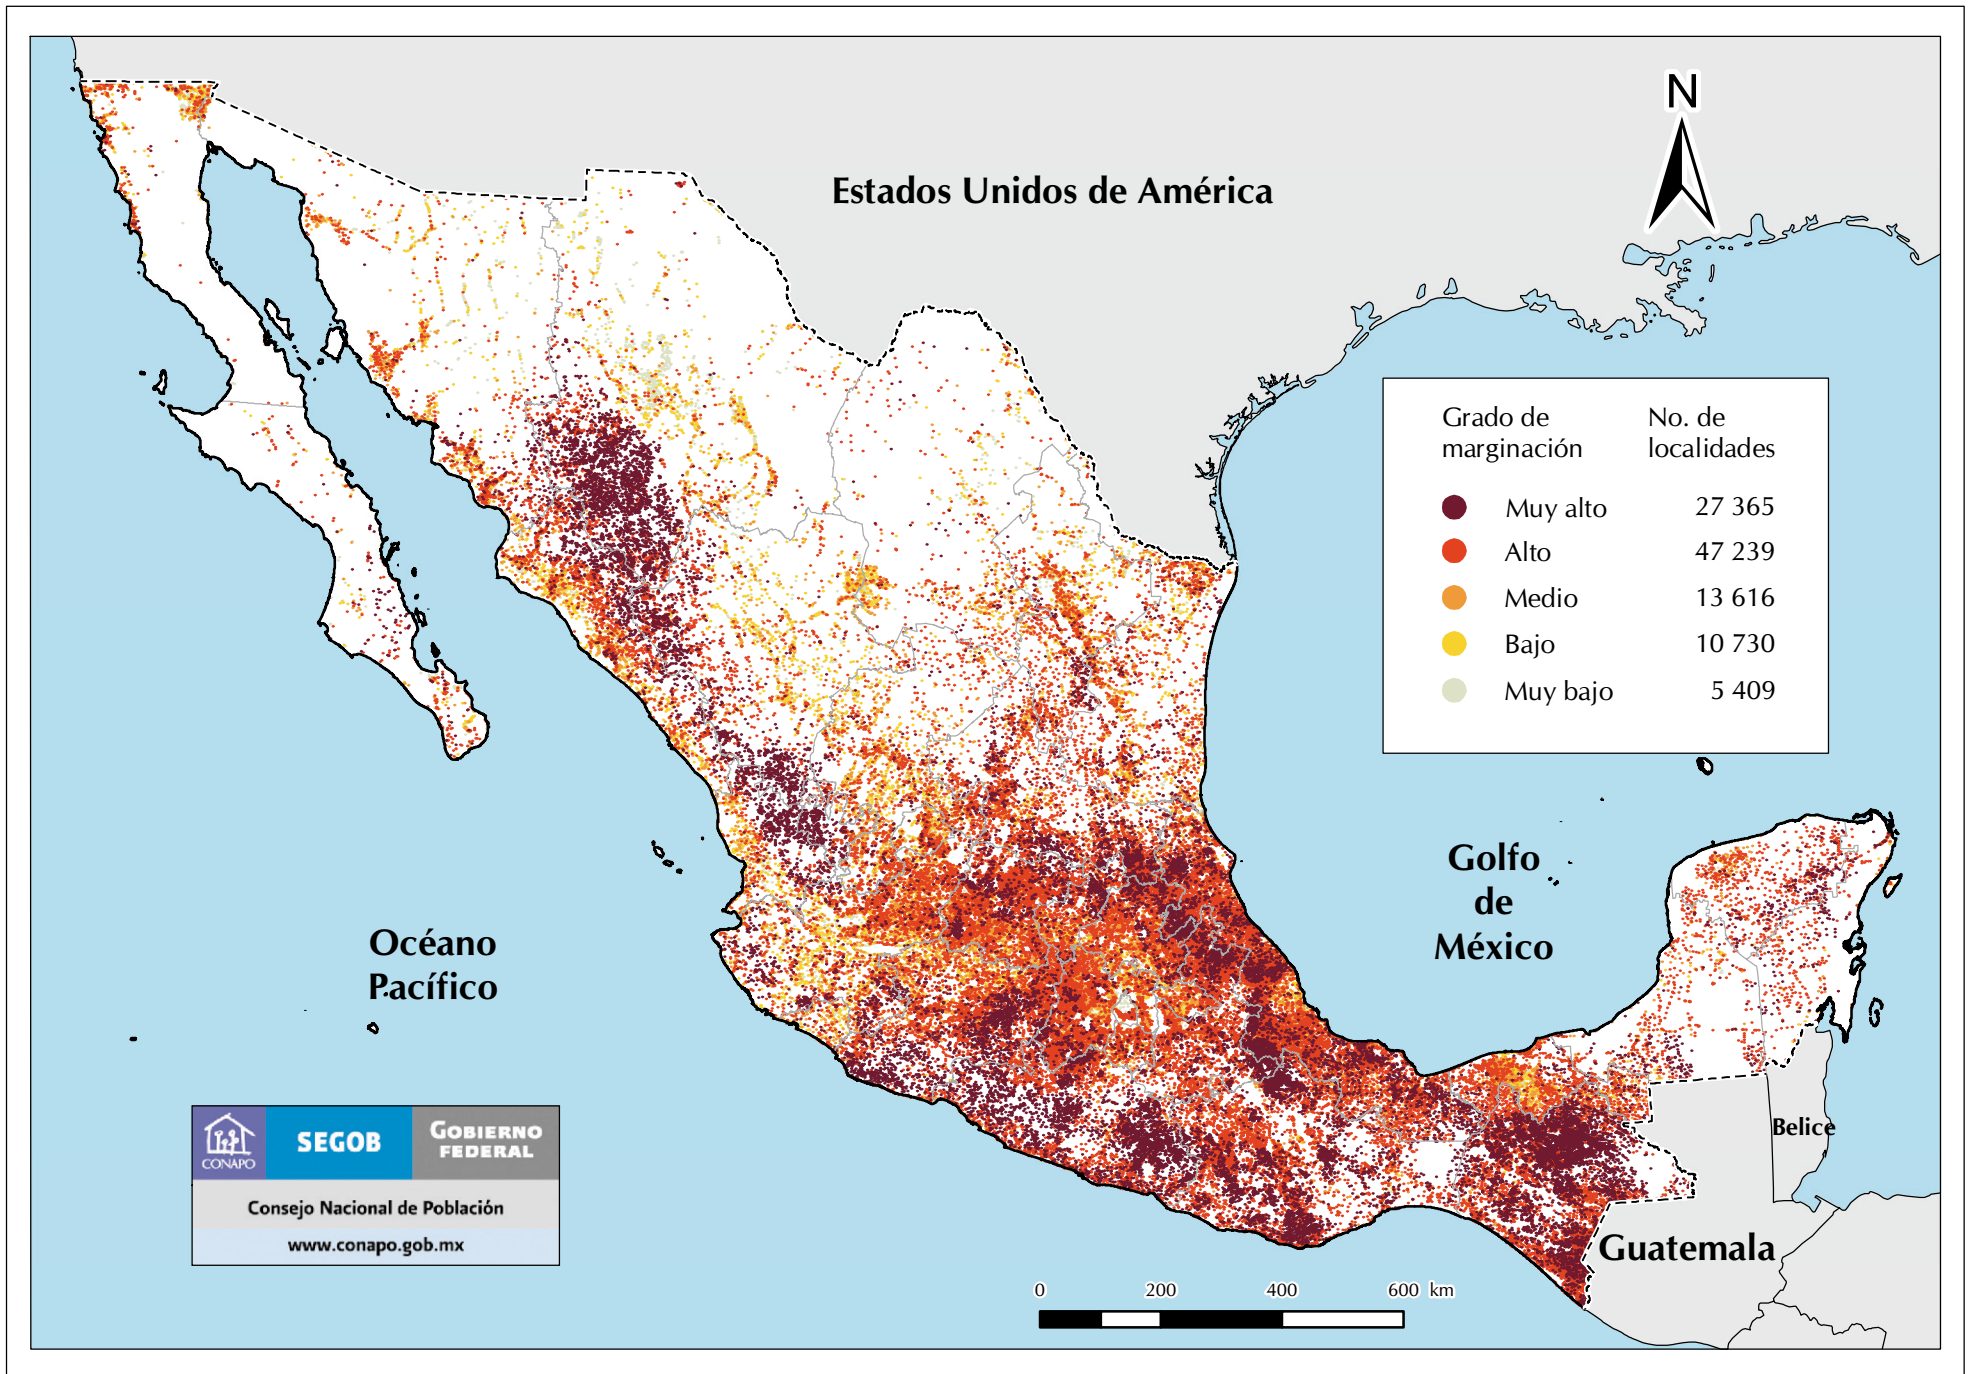 N
Estados Unidos de América
Grado de marginación
No. de localidades
Muy alto 27 365
Alto 47 239
Medio 13 616
Bajo 10 730
Muy bajo 5 409
Golfo
de
México
Océano
Pacífico
Belice
Guatemala
CONAPO
SEGOB
GOBIERNO
FEDERAL
Consejo Nacional de Población
www.conapo.gob.mx
0 200 400 600 km